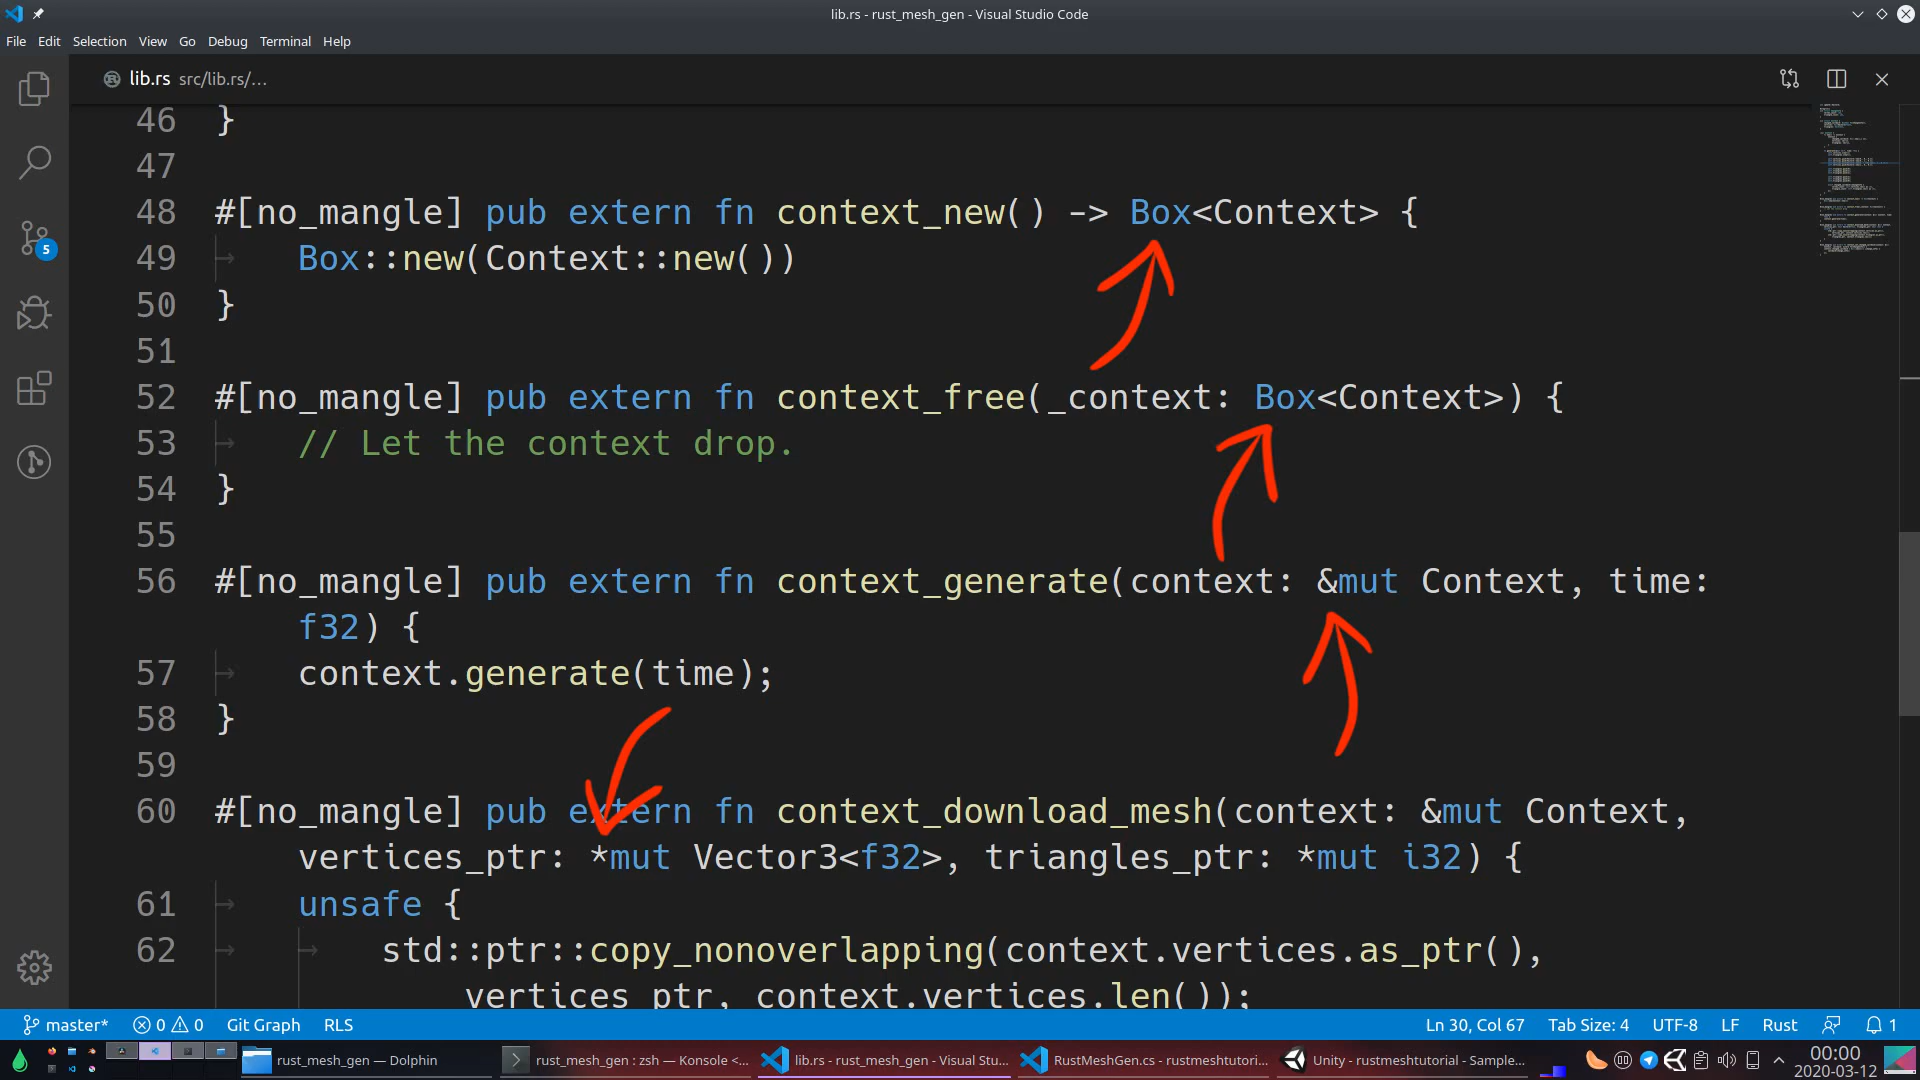 lib.rs - rust_mesh_gen - Visual Studio Code
File Edit Selection View Go Debug Terminal Help
lib.rs src/lib.rs/…
46 }
47
48 #[no_mangle] pub extern fn context_new() -> Box<Context> {
49 Box::new(Context::new())
50 }
51
52 #[no_mangle] pub extern fn context_free(_context: Box<Context>) {
53 // Let the context drop.
54 }
55
56 #[no_mangle] pub extern fn context_generate(context: &mut Context, time:
f32) {
57 context.generate(time);
58 }
59
60 #[no_mangle] pub extern fn context_download_mesh(context: &mut Context,
vertices_ptr: *mut Vector3<f32>, triangles_ptr: *mut i32) {
61 unsafe {
62 std::ptr::copy_nonoverlapping(context.vertices.as_ptr(),
vertices_ptr, context.vertices.len());
5
master* 0 0 Git Graph RLS Ln 30, Col 67 Tab Size: 4 UTF-8 LF Rust 1
rust_mesh_gen — Dolphin rust_mesh_gen : zsh — Konsole <... lib.rs - rust_mesh_gen - Visual Stu... RustMeshGen.cs - rustmeshtutori... Unity - rustmeshtutorial - Sample... 00:00
2020-03-12